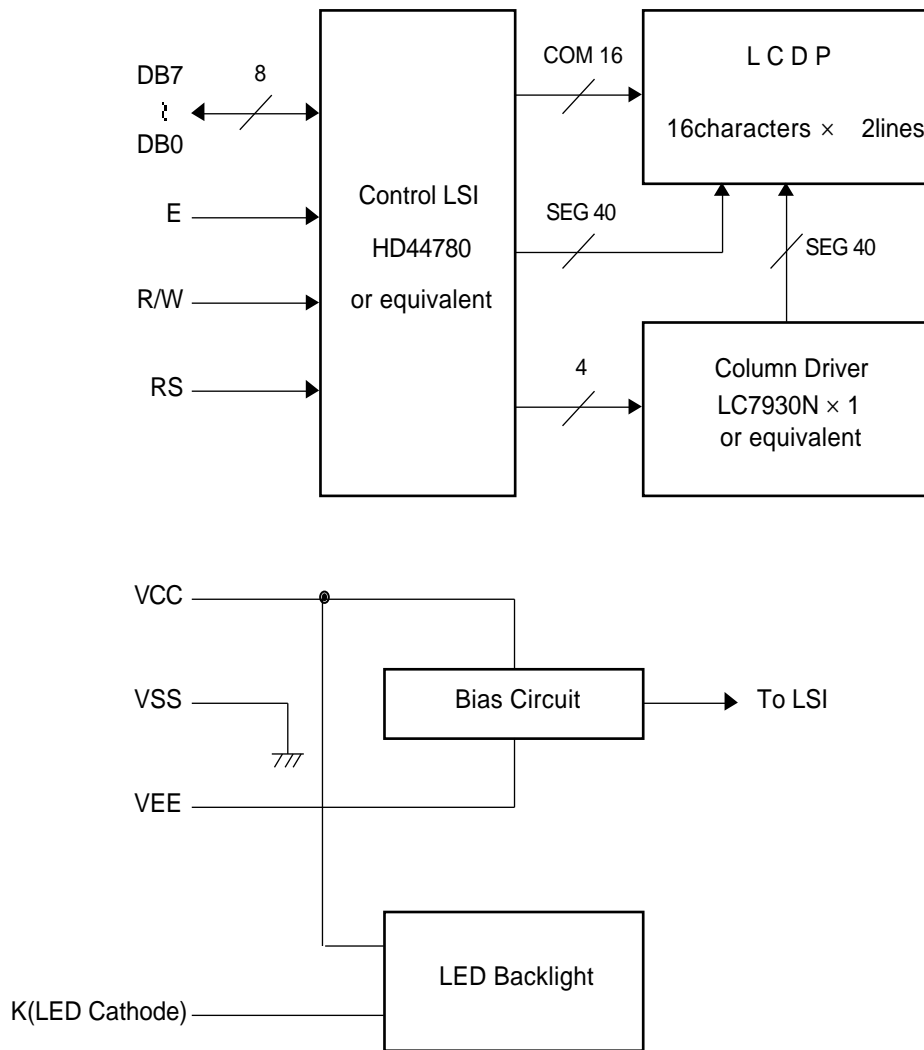 DB7
~
DB0
8
E
R/W
RS
Control LSI
HD44780
or equivalent
COM 16
SEG 40
4
L C D P
16characters × 2lines
SEG 40
Column Driver
LC7930N × 1
or equivalent
VCC
VSS
VEE
Bias Circuit
To LSI
LED Backlight
K(LED Cathode)